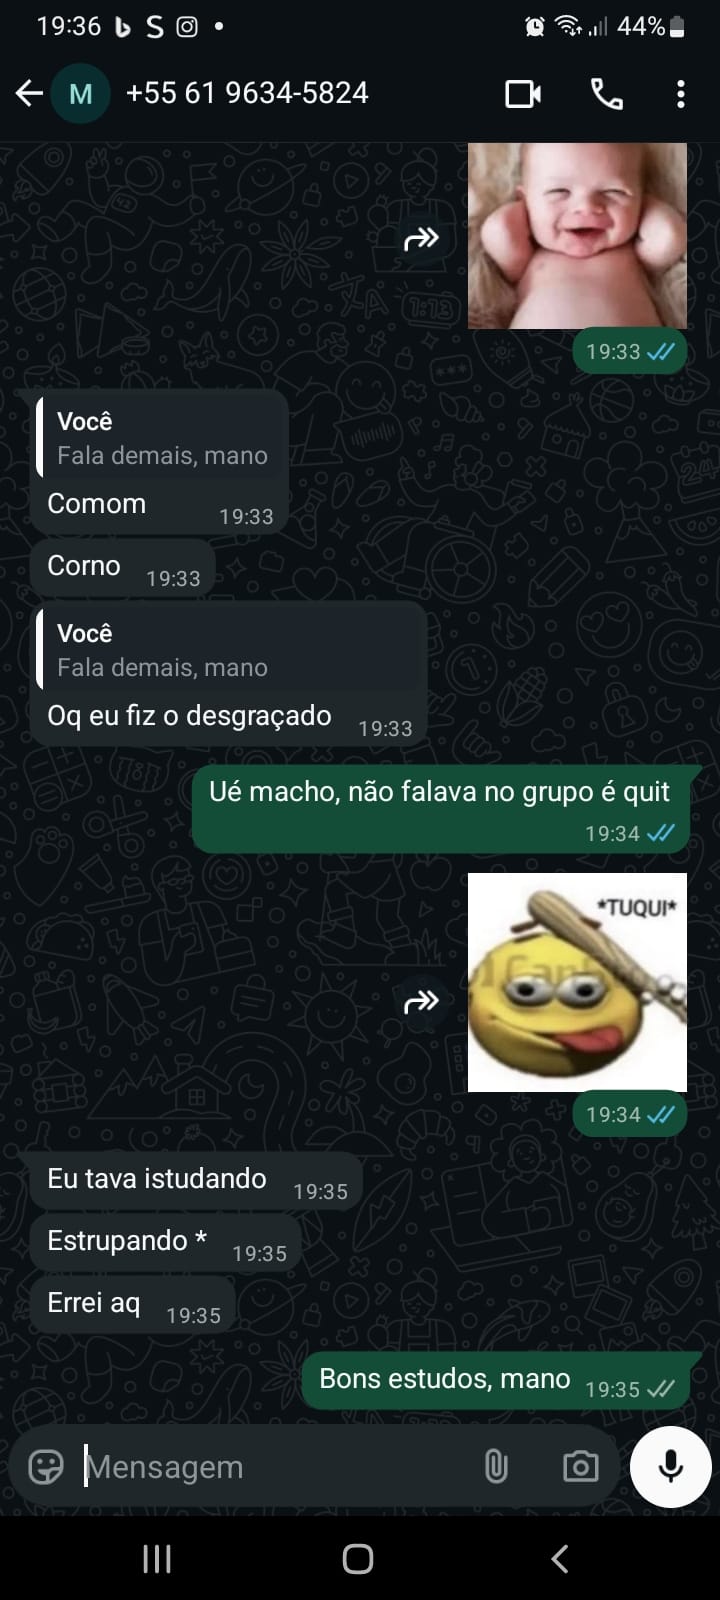 19:36
44%
M +55 61 9634-5824
19:33
Você
Fala demais, mano
Comom 19:33
Corno 19:33
Você
Fala demais, mano
Oq eu fiz o desgraçado 19:33
Ué macho, não falava no grupo é quit
19:34
*TUQUI*
19:34
Eu tava istudando 19:35
Estrupando * 19:35
Errei aq 19:35
Bons estudos, mano 19:35
Mensagem